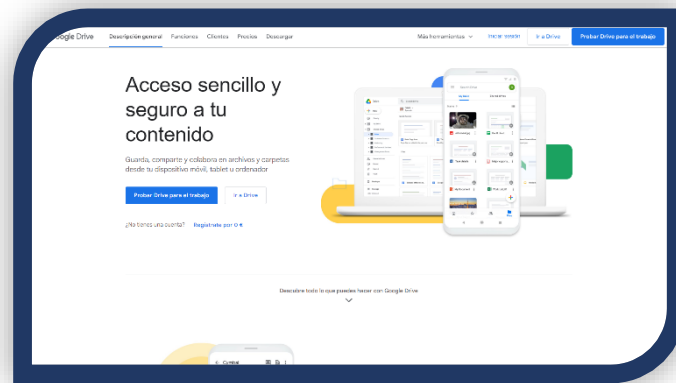 Google Drive
Descripción general Funciones Clientes Precios Descargar
Más herramientas Iniciar sesión Ir a Drive Probar Drive para el trabajo
Acceso sencillo y
seguro a tu
contenido
Guarda, comparte y colabora en archivos y carpetas
desde tu dispositivo móvil, tablet u ordenador
Probar Drive para el trabajo Ir a Drive
¿No tienes una cuenta? Regístrate por 0 €
Descubre todo lo que puedes hacer con Google Drive